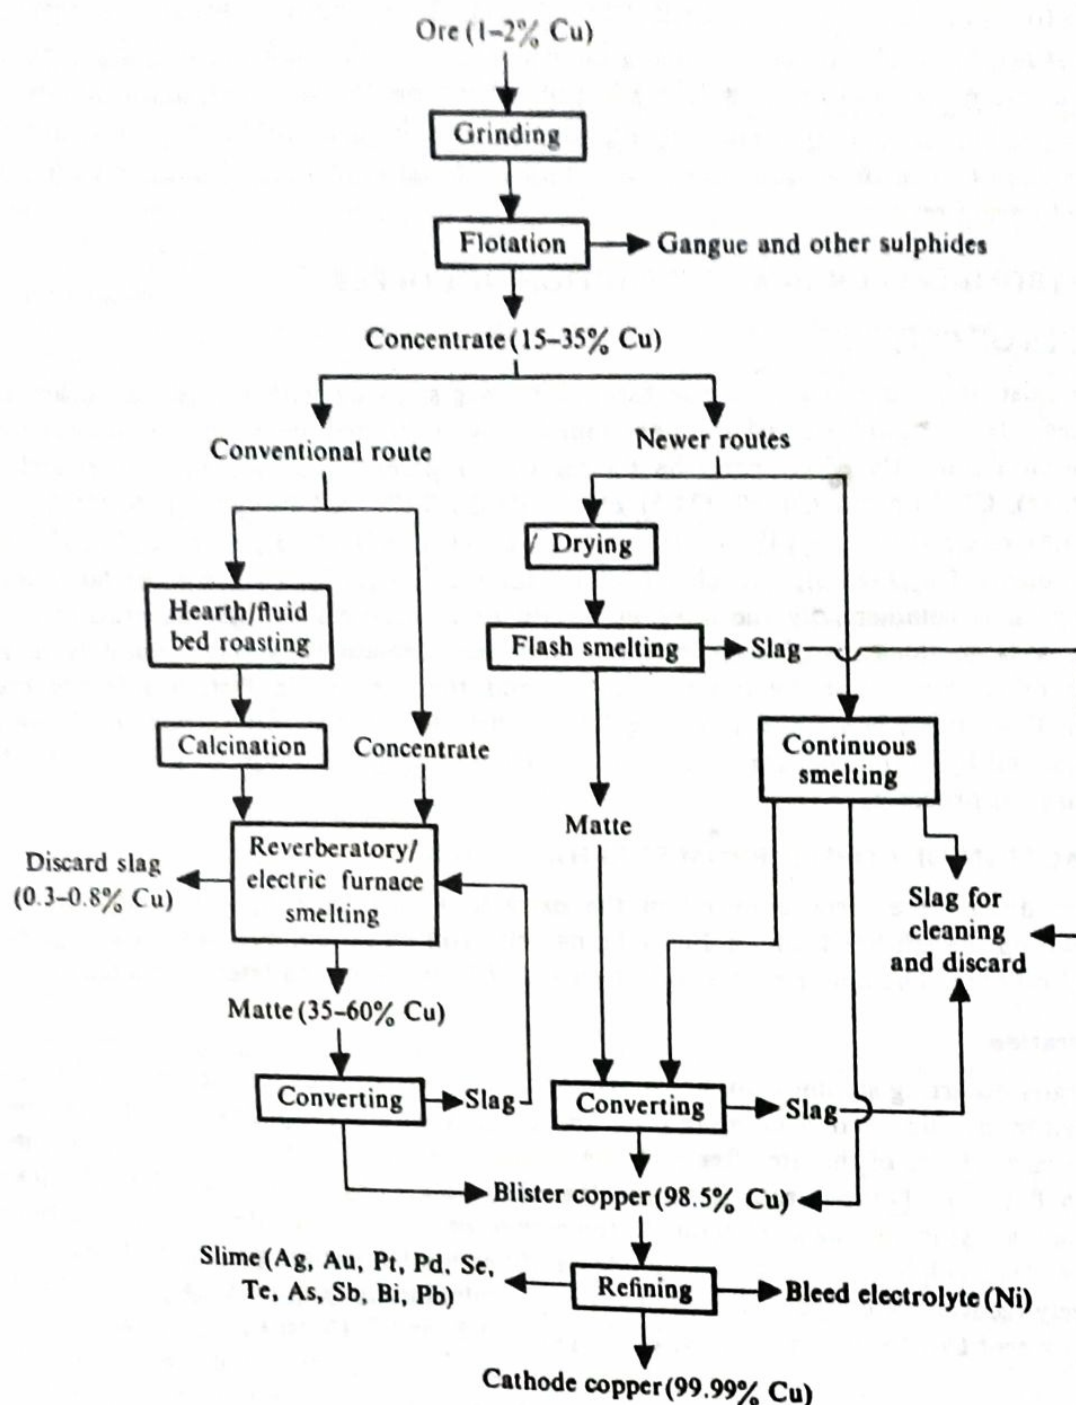 Ore (1–2% Cu)
Grinding
Flotation
Gangue and other sulphides
Concentrate (15–35% Cu)
Conventional route
Newer routes
Drying
Hearth/fluid
bed roasting
Flash smelting
Slag
Calcination
Concentrate
Continuous
smelting
Matte
Reverberatory/
electric furnace
smelting
Discard slag
(0.3–0.8% Cu)
Slag for
cleaning
and discard
Matte (35–60% Cu)
Converting
Slag
Converting
Slag
Blister copper (98.5% Cu)
Slime (Ag, Au, Pt, Pd, Se,
Te, As, Sb, Bi, Pb)
Refining
Bleed electrolyte (Ni)
Cathode copper (99.99% Cu)